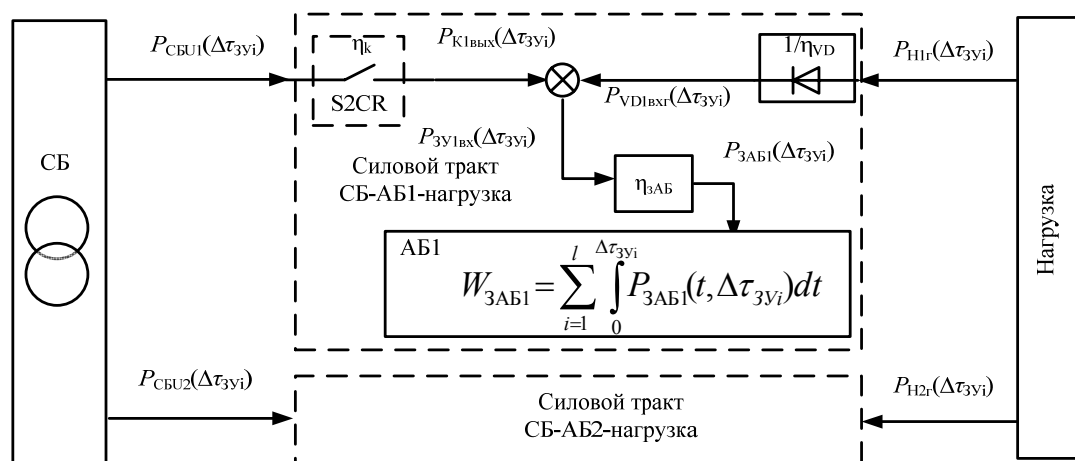 P_СБU1(Δτ_ЗУi)
η_k
P_К1вых(Δτ_ЗУi)
1/η_VD
P_Н1г(Δτ_ЗУi)
S2CR
P_VD1вхг(Δτ_ЗУi)
СБ
P_ЗУ1вх(Δτ_ЗУi)
P_ЗАБ1(Δτ_ЗУi)
Силовой тракт
СБ-АБ1-нагрузка
η_зАБ
Нагрузка
АБ1
W_ЗАБ1 = ∑_{i=1}^{l} ∫_0^{Δτ_ЗУi} P_ЗАБ1(t, Δτ_ЗУi)dt
P_СБU2(Δτ_ЗУi)
P_Н2г(Δτ_ЗУi)
Силовой тракт
СБ-АБ2-нагрузка